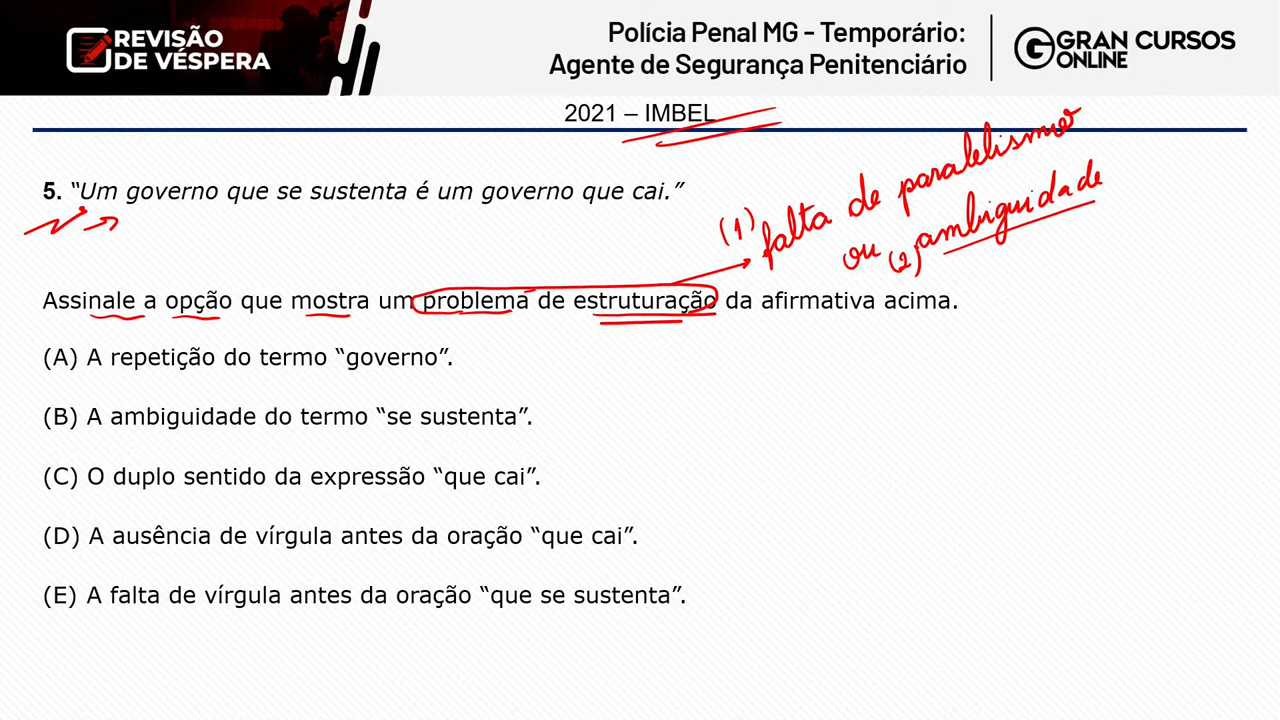 REVISÃO
DE VÉSPERA
Polícia Penal MG - Temporário:
Agente de Segurança Penitenciário
GRAN CURSOS
ONLINE
2021 – IMBEL
5. “Um governo que se sustenta é um governo que cai.”
(1) falta de paralelismo
ou (2) ambiguidade
Assinale a opção que mostra um problema de estruturação da afirmativa acima.
(A) A repetição do termo “governo”.
(B) A ambiguidade do termo “se sustenta”.
(C) O duplo sentido da expressão “que cai”.
(D) A ausência de vírgula antes da oração “que cai”.
(E) A falta de vírgula antes da oração “que se sustenta”.